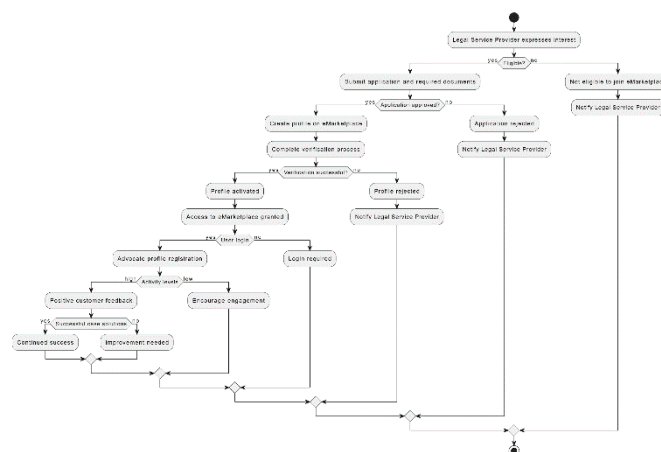 Legal Service Provider expresses interest
yes Eligible? no
Submit application and required documents
Not eligible to join eMarketplace
yes Application approved? no
Notify Legal Service Provider
Create profile on eMarketplace
Application rejected
Complete verification process
Notify Legal Service Provider
yes Verification successful? no
Profile activated
Profile rejected
Access to eMarketplace granted
Notify Legal Service Provider
yes User login no
Advocate profile registration
Login required
high Activity levels low
Positive customer feedback
Encourage engagement
yes Successful case solutions no
Continued success
Improvement needed